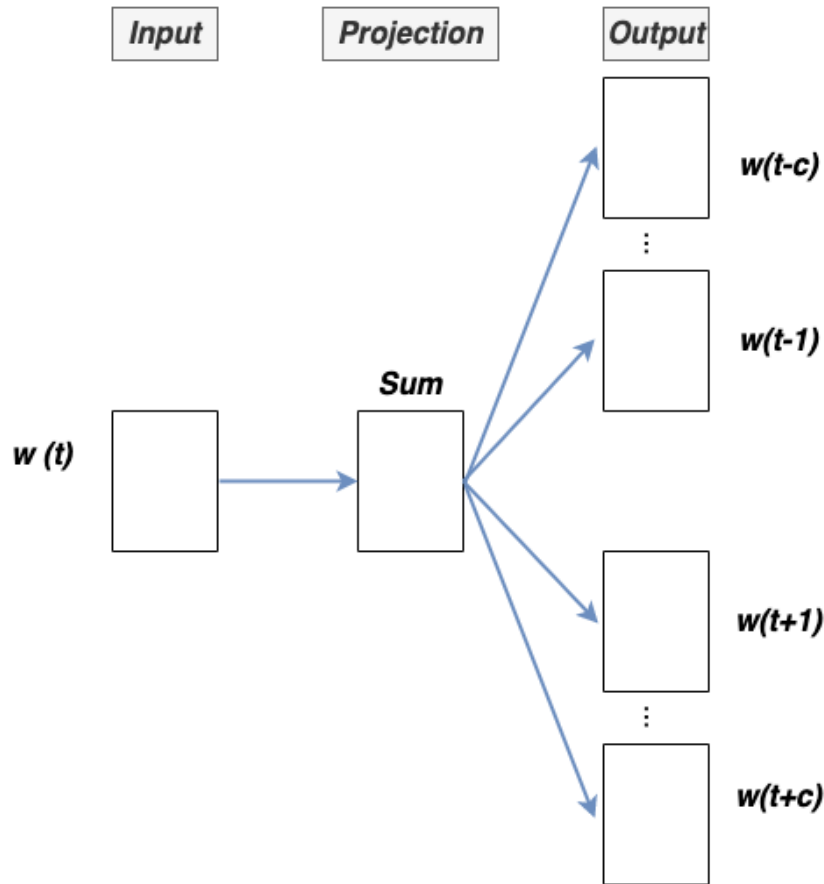 Input
Projection
Output
w(t-c)
⋮
w(t-1)
Sum
w (t)
w(t+1)
⋮
w(t+c)